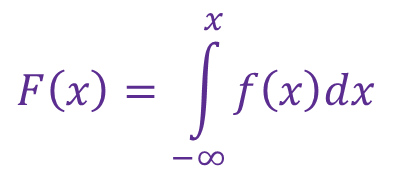 F(x) = ∫_{-∞}^{x} f(x)dx